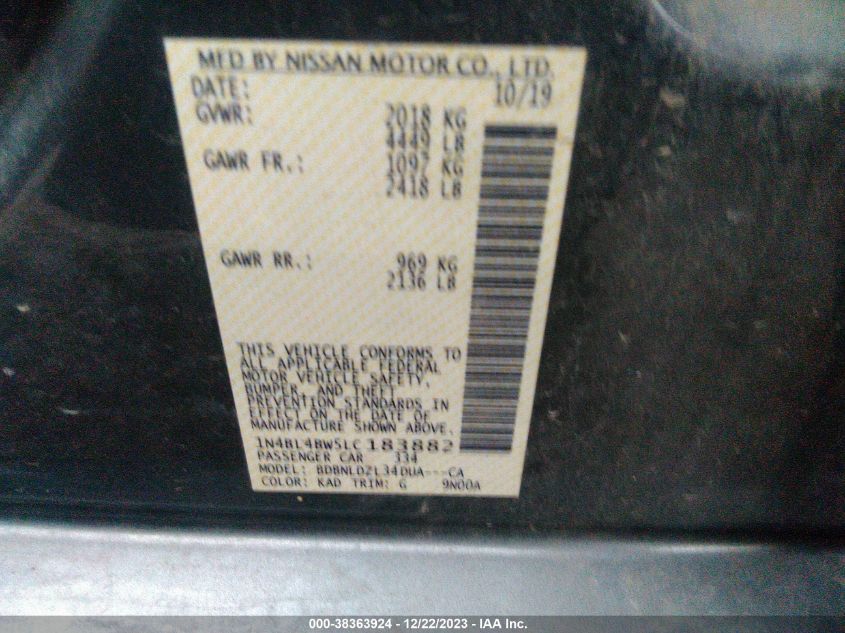 MFD BY NISSAN MOTOR CO., LTD.
DATE: 10/19
GVWR: 2018 KG
4449 LB
GAWR FR.: 1097 KG
2418 LB
GAWR RR.: 969 KG
2136 LB
THIS VEHICLE CONFORMS TO
ALL APPLICABLE FEDERAL
MOTOR VEHICLE SAFETY,
BUMPER, AND THEFT
PREVENTION STANDARDS IN
EFFECT ON THE DATE OF
MANUFACTURE SHOWN ABOVE.
1N4BL4BW5LC183882
PASSENGER CAR 334
MODEL: BDBNLDZL34DUA---CA
COLOR: KAD TRIM: G 9N00A
000-38363924 - 12/22/2023 - IAA Inc.